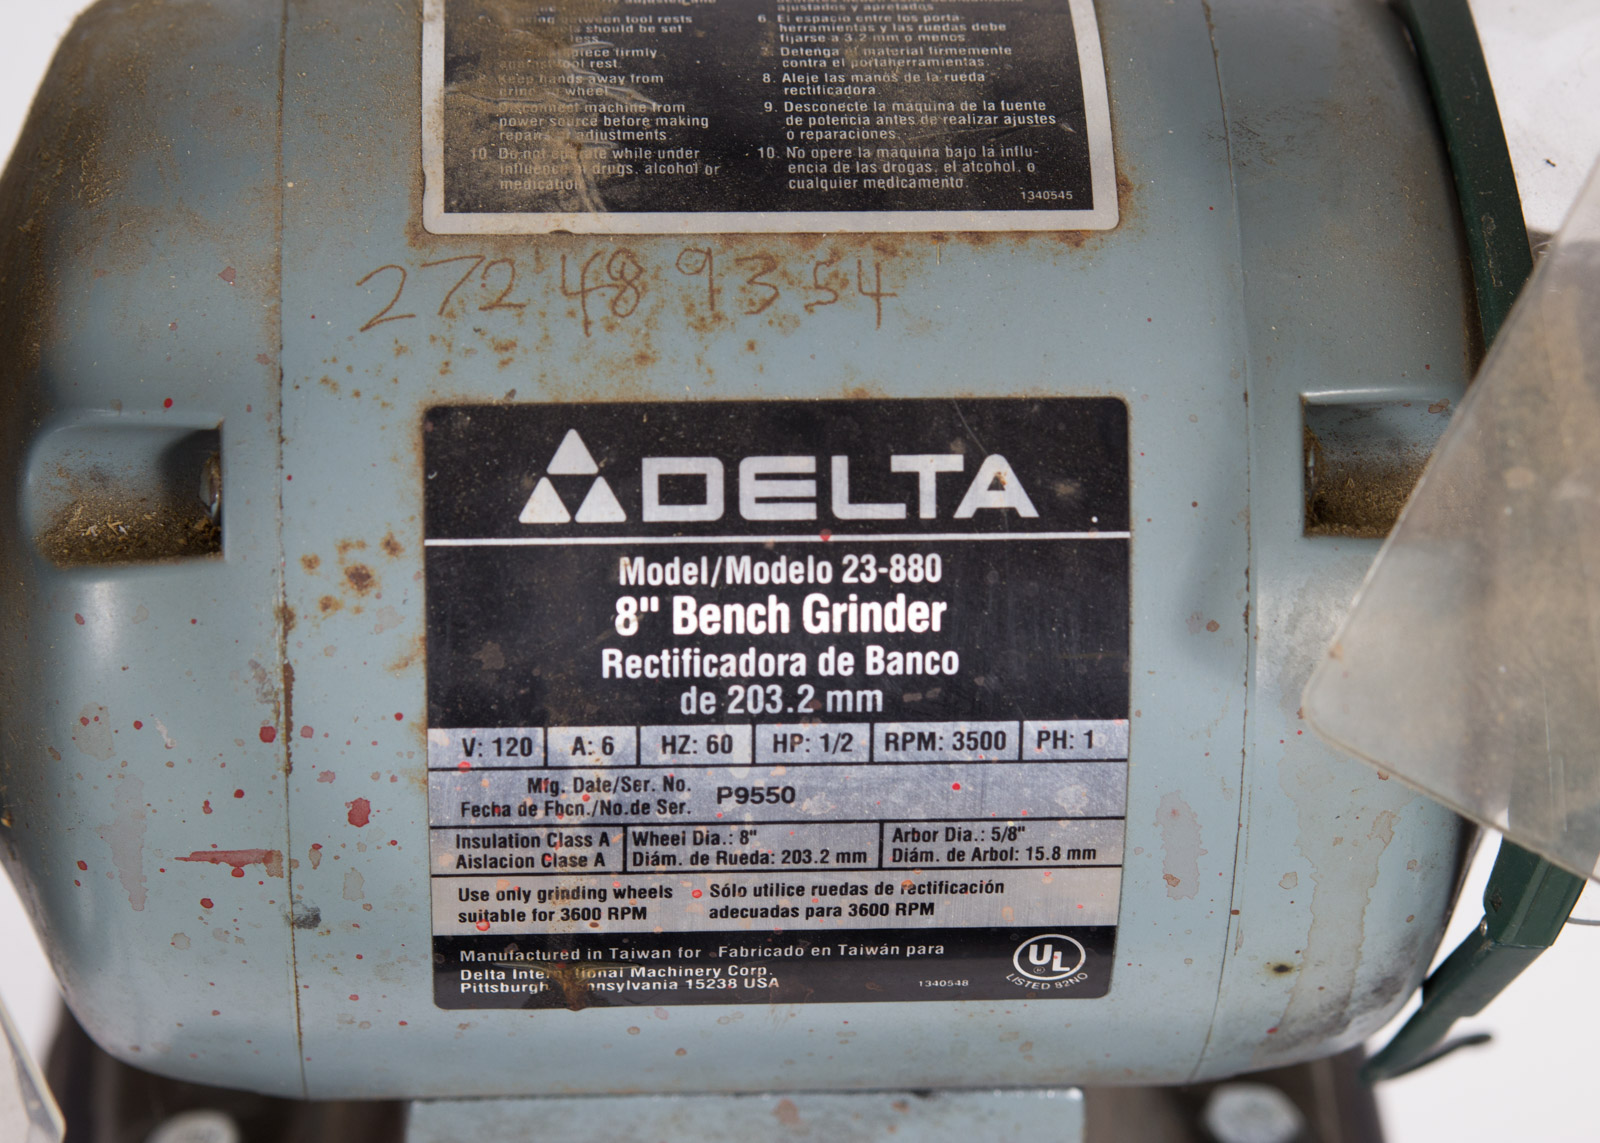 tool rests
should be set
less.
firmly
tool rest.
8. Keep hands away from
wheel
9. Disconnect machine from
power source before making
repairs or adjustments.
10. Do not operate while under
influence drugs, alcohol or
medication
ajustados y apretados.
6. El espacio entre los porta-
herramientas y las ruedas debe
fijarse a 3.2 mm o menos.
7. Detenga el material firmemente
contra el portaherramientas.
8. Aleje las manos de la rueda
rectificadora.
9. Desconecte la maquina de la fuente
de potencia antes de realizar ajustes
o reparaciones.
10. No opere la maquina bajo la influ-
encia de las drogas, el alcohol, o
cualquier medicamento.
1340545
272489354
DELTA
Model/Modelo 23-880
8" Bench Grinder
Rectificadora de Banco
de 203.2 mm
V: 120 A: 6 HZ: 60 HP: 1/2 RPM: 3500 PH: 1
Mfg. Date/Ser. No.
Fecha de Fbcn./No.de Ser.
P9550
Insulation Class A
Aislacion Clase A
Wheel Dia.: 8"
Diám. de Rueda: 203.2 mm
Arbor Dia.: 5/8"
Diám. de Arbol: 15.8 mm
Use only grinding wheels
suitable for 3600 RPM
Sólo utilice ruedas de rectificación
adecuadas para 3600 RPM
Manufactured in Taiwan for Fabricado en Taiwán para
Delta International Machinery Corp.
Pittsburgh Pennsylvania 15238 USA
1340548
UL
®
LISTED 82NO